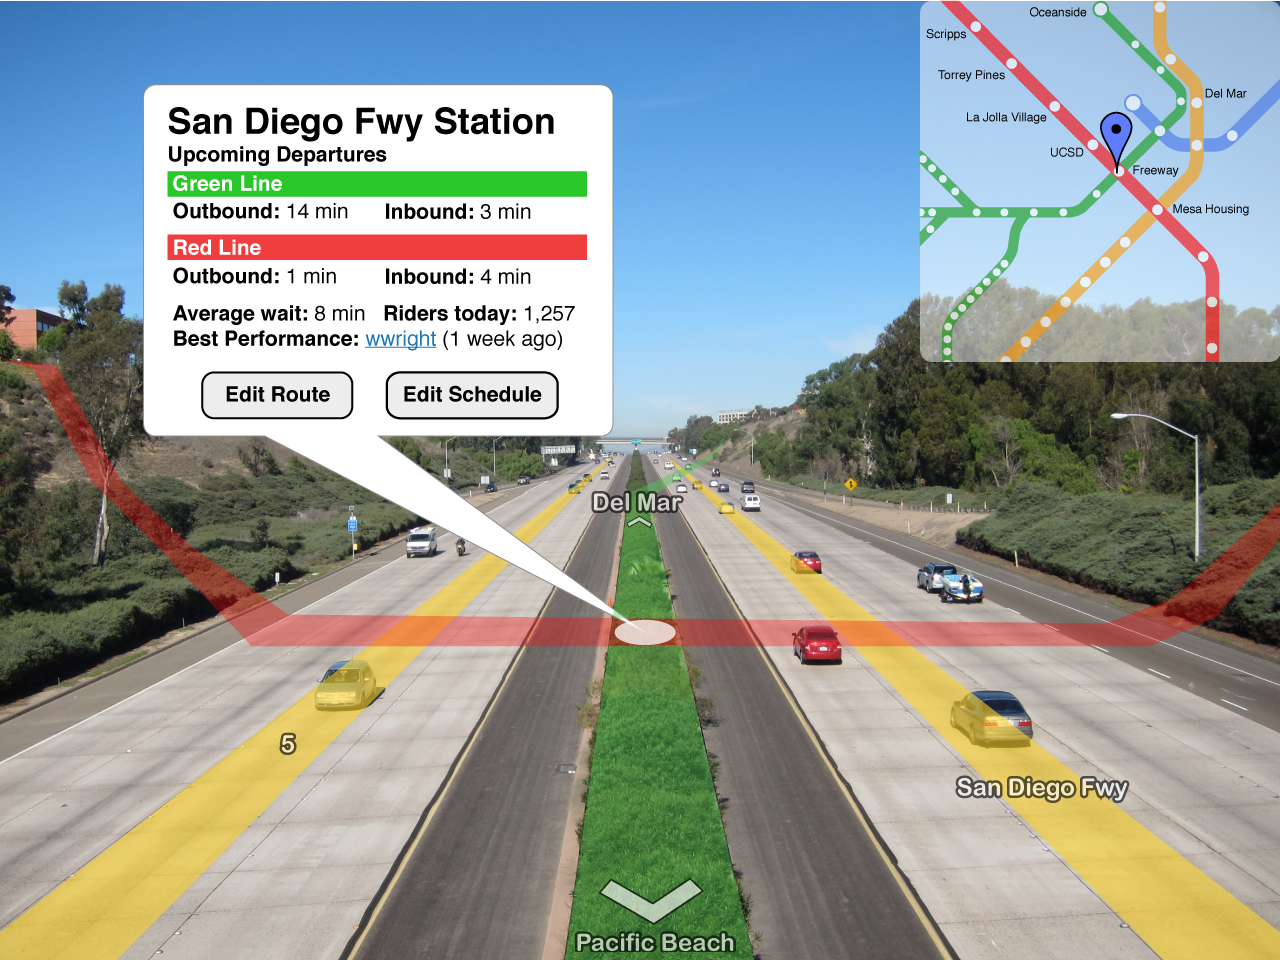 San Diego Fwy Station
Upcoming Departures
Green Line
Outbound: 14 min Inbound: 3 min
Red Line
Outbound: 1 min Inbound: 4 min
Average wait: 8 min Riders today: 1,257
Best Performance: wwright (1 week ago)
Edit Route Edit Schedule
Oceanside
Scripps
Torrey Pines
Del Mar
La Jolla Village
UCSD
Freeway
Mesa Housing
Del Mar
5
San Diego Fwy
Pacific Beach